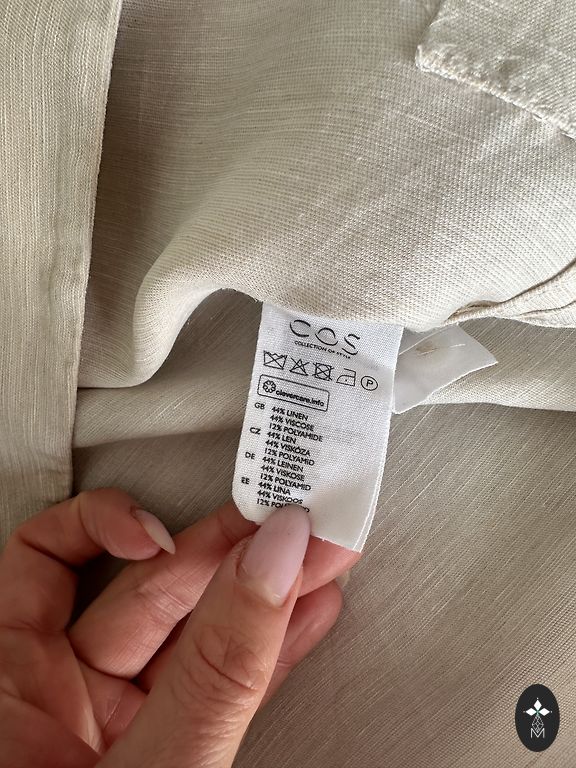 COS
COLLECTION OF STYLE
P
clevercare.info
GB 44% LINEN
44% VISCOSE
12% POLYAMIDE
CZ 44% LEN
44% VISKÓZA
12% POLYAMID
DE 44% LEINEN
44% VISKOSE
12% POLYAMID
EE 44% LINA
44% VISKOOS
12%
M